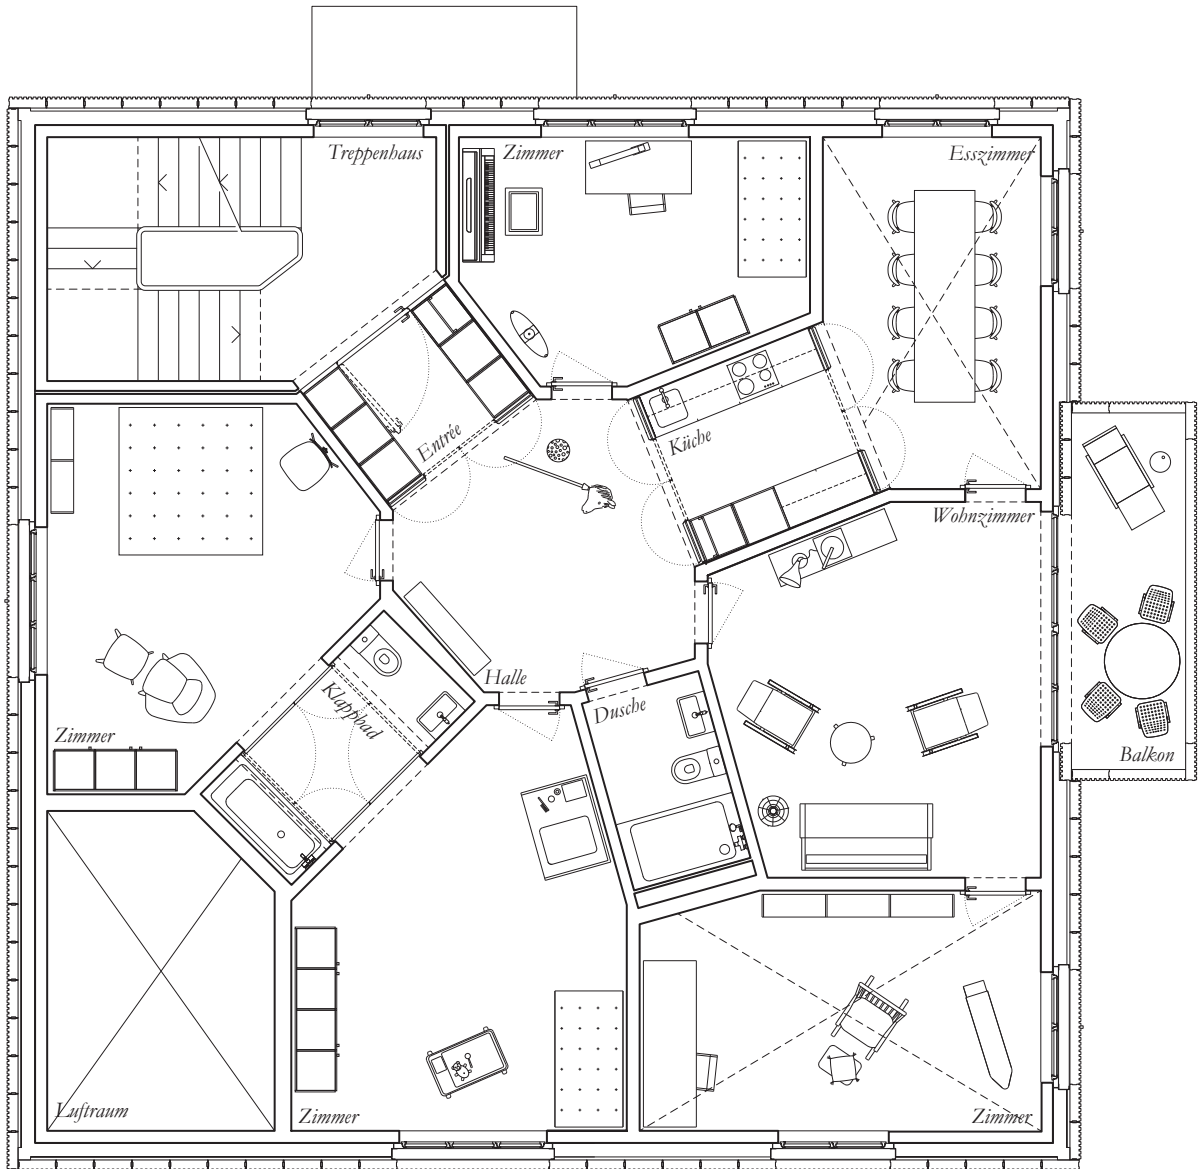 Treppenhaus
Zimmer
Esszimmer
Entrée
Küche
Wohnzimmer
Halle
Klappbad
Dusche
Zimmer
Balkon
Luftraum
Zimmer
Zimmer